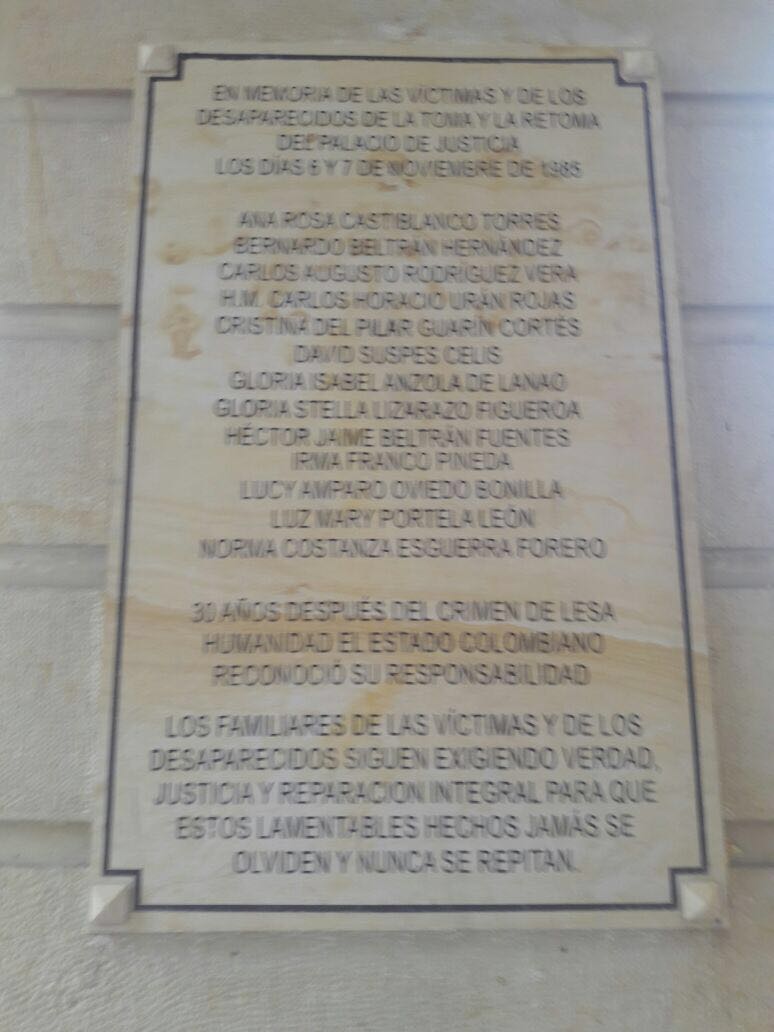 EN MEMORIA DE LAS VÍCTIMAS Y DE LOS
DESAPARECIDOS DE LA TOMA Y LA RETOMA
DEL PALACIO DE JUSTICIA
LOS DÍAS 6 Y 7 DE NOVIEMBRE DE 1985
ANA ROSA CASTIBLANCO TORRES
BERNARDO BELTRÁN HERNÁNDEZ
CARLOS AUGUSTO RODRÍGUEZ VERA
H.M. CARLOS HORACIO URÁN ROJAS
CRISTINA DEL PILAR GUARÍN CORTÉS
DAVID SUSPES CELIS
GLORIA ISABEL ANZOLA DE LANAO
GLORIA STELLA LIZARAZO FIGUEROA
HÉCTOR JAIME BELTRÁN FUENTES
IRMA FRANCO PINEDA
LUCY AMPARO OVIEDO BONILLA
LUZ MARY PORTELA LEÓN
NORMA COSTANZA ESGUERRA FORERO
30 AÑOS DESPUÉS DEL CRIMEN DE LESA
HUMANIDAD EL ESTADO COLOMBIANO
RECONOCIÓ SU RESPONSABILIDAD
LOS FAMILIARES DE LAS VÍCTIMAS Y DE LOS
DESAPARECIDOS SIGUEN EXIGIENDO VERDAD,
JUSTICIA Y REPARACION INTEGRAL PARA QUE
ESTOS LAMENTABLES HECHOS JAMÁS SE
OLVIDEN Y NUNCA SE REPITAN.